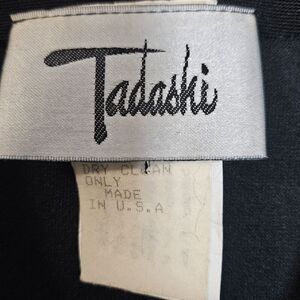 Tadashi
DRY CLEAN
ONLY
MADE
IN U.S.A